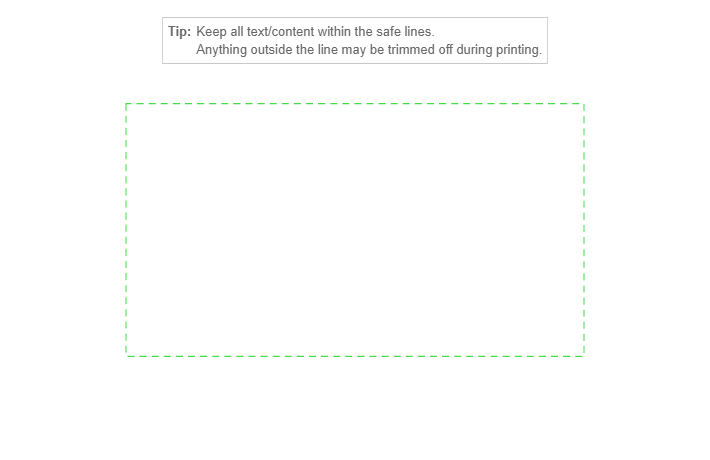 Tip: Keep all text/content within the safe lines.
Anything outside the line may be trimmed off during printing.